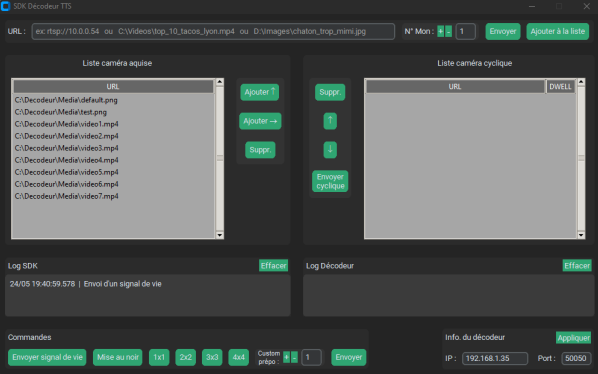 SDK Décodeur TTS
URL : ex: rtsp://10.0.0.54 ou C:\Videos\top_10_tacos_lyon.mp4 ou D:\Images\chaton_trop_mimi.jpg N° Mon : + - 1 Envoyer Ajouter à la liste
Liste caméra aquise
URL
C:\Decodeur\Media\default.png
C:\Decodeur\Media\test.png
C:\Decodeur\Media\video1.mp4
C:\Decodeur\Media\video2.mp4
C:\Decodeur\Media\video3.mp4
C:\Decodeur\Media\video4.mp4
C:\Decodeur\Media\video5.mp4
C:\Decodeur\Media\video6.mp4
C:\Decodeur\Media\video7.mp4
Ajouter ↑
Ajouter →
Suppr.
Liste caméra cyclique
Suppr.
↑
↓
Envoyer
cyclique
URL DWELL
Log SDK Effacer
24/05 19:40:59.578 | Envoi d'un signal de vie
Log Décodeur Effacer
Commandes
Envoyer signal de vie Mise au noir 1x1 2x2 3x3 4x4
Custom
prépo : + - 1 Envoyer
Info. du décodeur Appliquer
IP : 192.168.1.35 Port : 50050